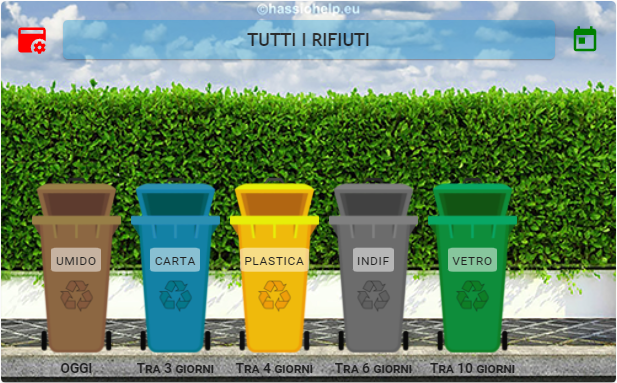 ©hassiohelp.eu
TUTTI I RIFIUTI
UMIDO CARTA PLASTICA INDIF VETRO
OGGI Tra 3 giorni Tra 4 giorni Tra 6 giorni Tra 10 giorni